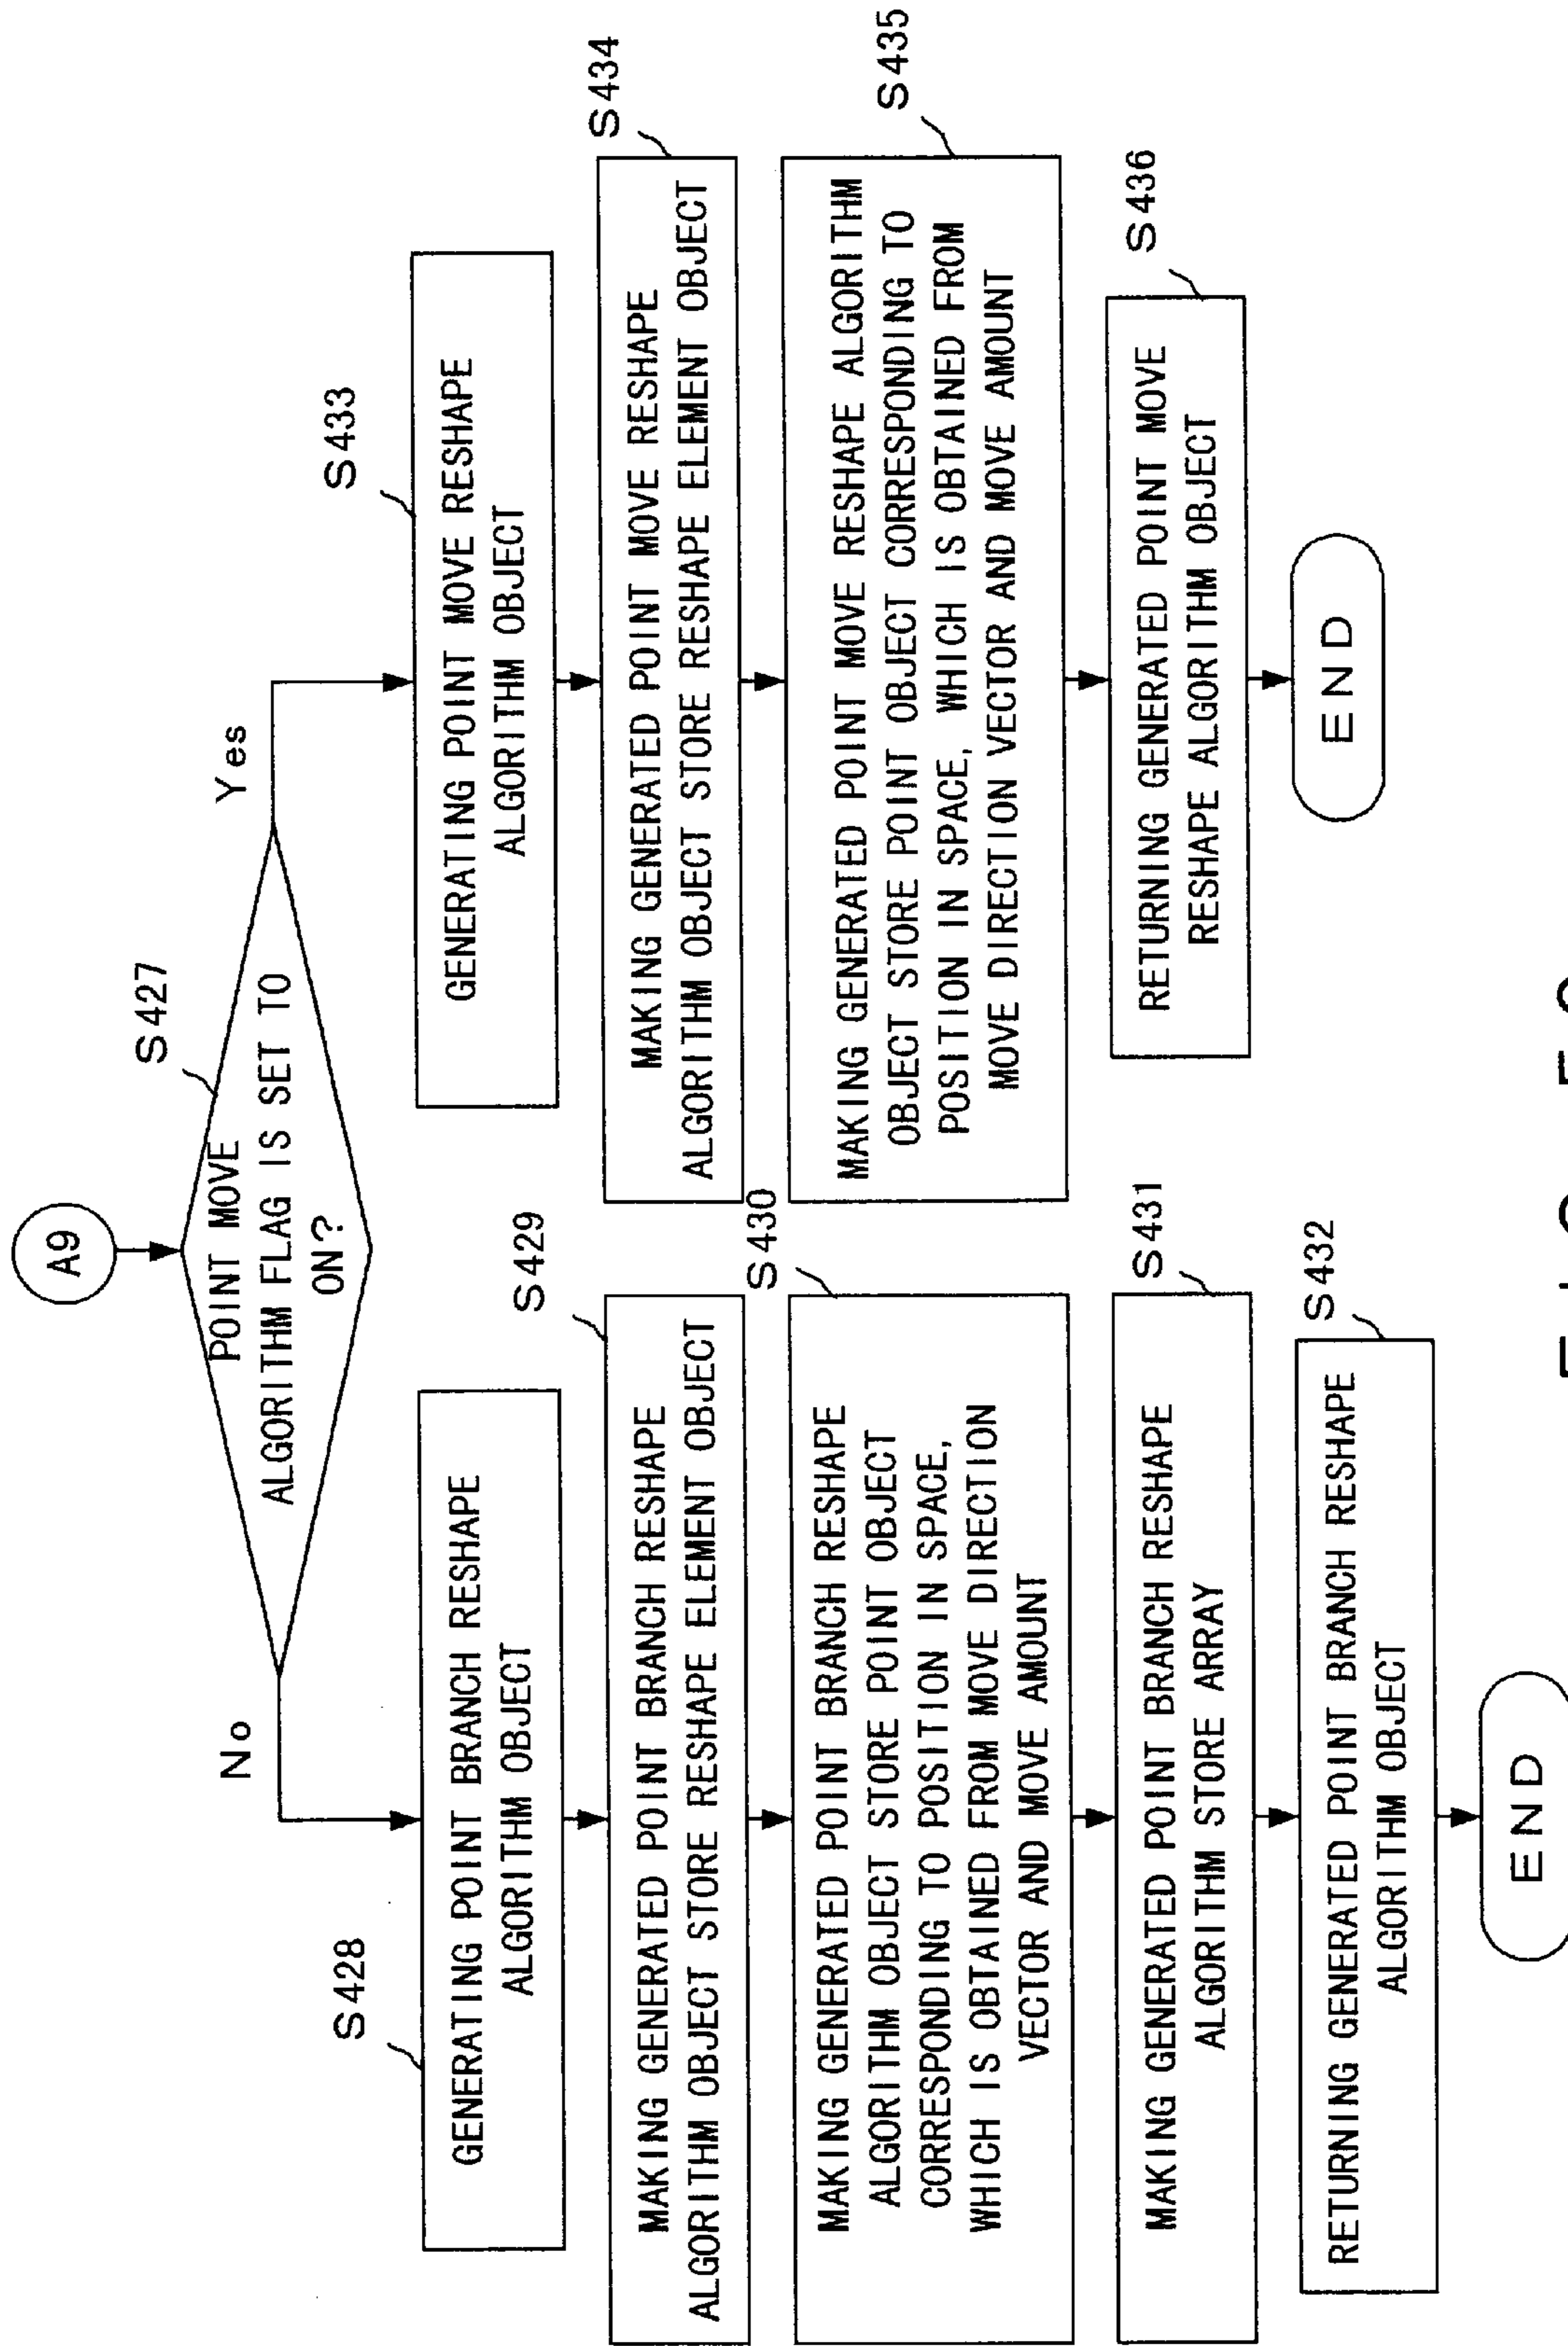 A9
S427
POINT MOVE
ALGORITHM FLAG IS SET TO
ON?
No
Yes
S428
GENERATING POINT BRANCH RESHAPE
ALGORITHM OBJECT
S429
MAKING GENERATED POINT BRANCH RESHAPE
ALGORITHM OBJECT STORE RESHAPE ELEMENT OBJECT
S430
MAKING GENERATED POINT BRANCH RESHAPE
ALGORITHM OBJECT STORE POINT OBJECT
CORRESPONDING TO POSITION IN SPACE,
WHICH IS OBTAINED FROM MOVE DIRECTION
VECTOR AND MOVE AMOUNT
S431
MAKING GENERATED POINT BRANCH RESHAPE
ALGORITHM STORE ARRAY
S432
RETURNING GENERATED POINT BRANCH RESHAPE
ALGORITHM OBJECT
END
S433
GENERATING POINT MOVE RESHAPE
ALGORITHM OBJECT
S434
MAKING GENERATED POINT MOVE RESHAPE
ALGORITHM OBJECT STORE RESHAPE ELEMENT OBJECT
S435
MAKING GENERATED POINT MOVE RESHAPE ALGORITHM
OBJECT STORE POINT OBJECT CORRESPONDING TO
POSITION IN SPACE, WHICH IS OBTAINED FROM
MOVE DIRECTION VECTOR AND MOVE AMOUNT
S436
RETURNING GENERATED POINT MOVE
RESHAPE ALGORITHM OBJECT
END